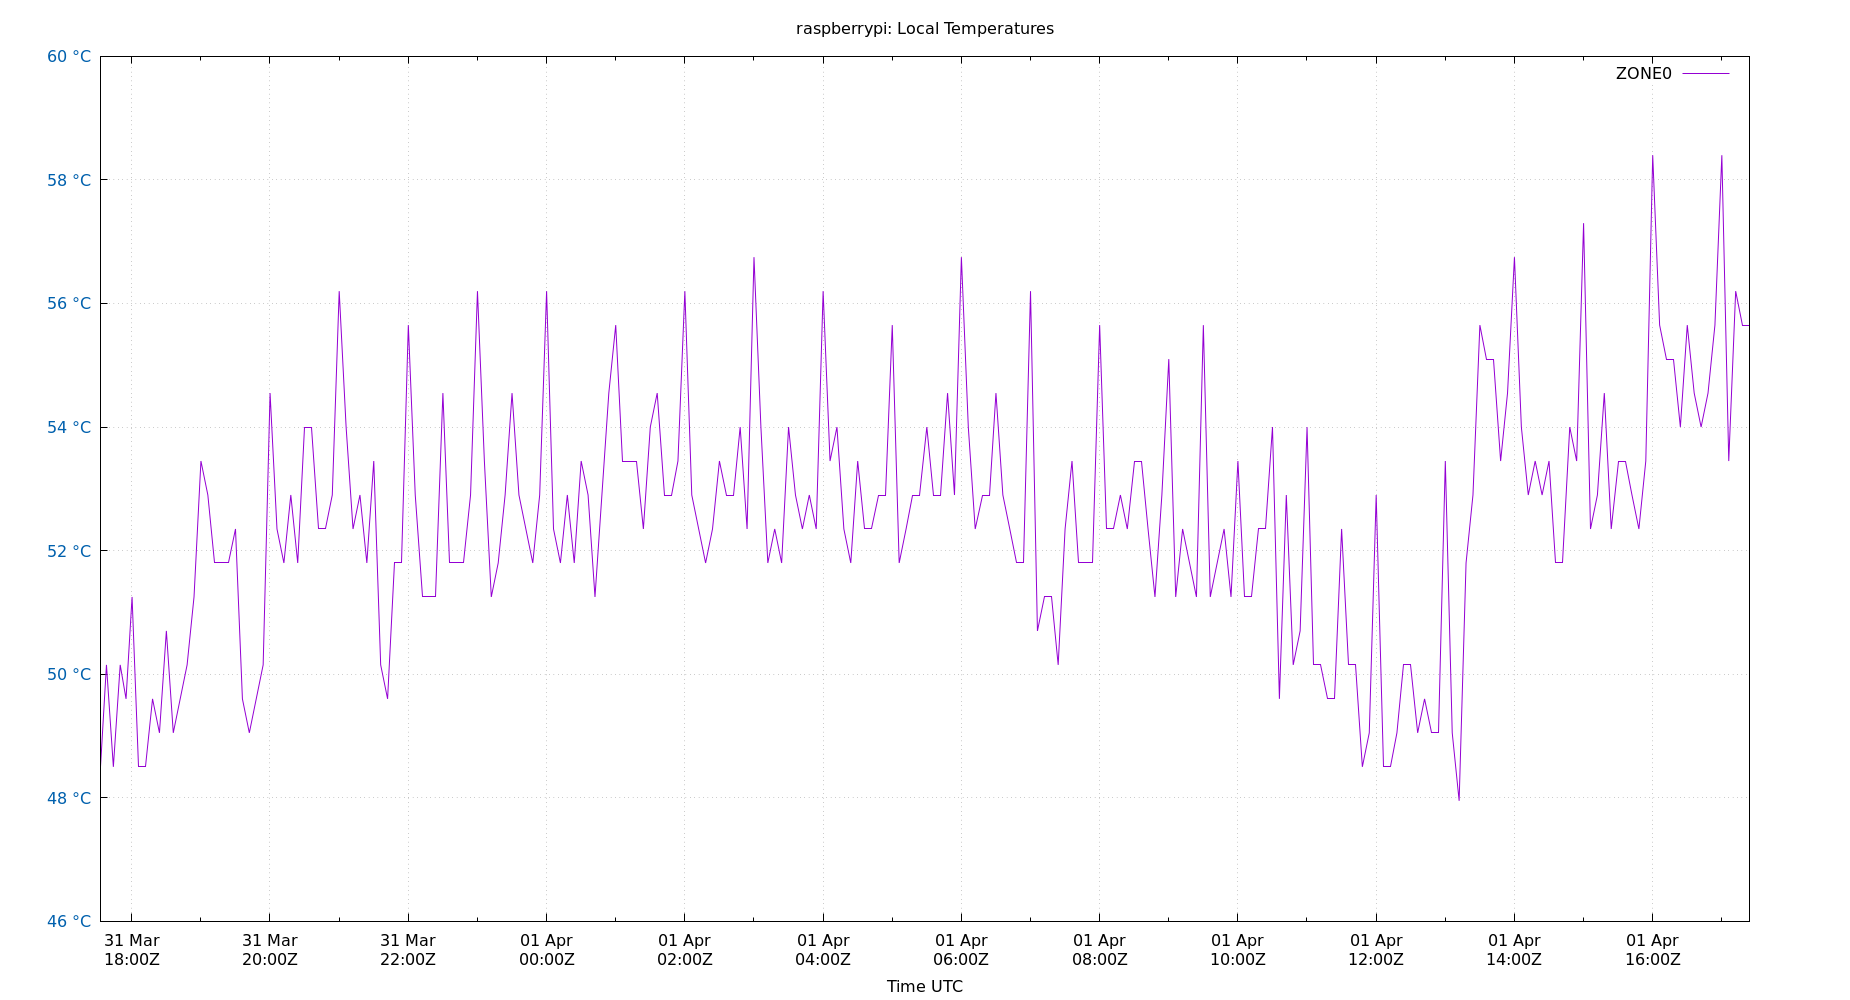 raspberrypi: Local Temperatures
60 °C
ZONE0
58 °C
56 °C
54 °C
52 °C
50 °C
48 °C
46 °C
31 Mar 31 Mar 31 Mar 01 Apr 01 Apr 01 Apr 01 Apr 01 Apr 01 Apr 01 Apr 01 Apr 01 Apr
18:00Z 20:00Z 22:00Z 00:00Z 02:00Z 04:00Z 06:00Z 08:00Z 10:00Z 12:00Z 14:00Z 16:00Z
Time UTC